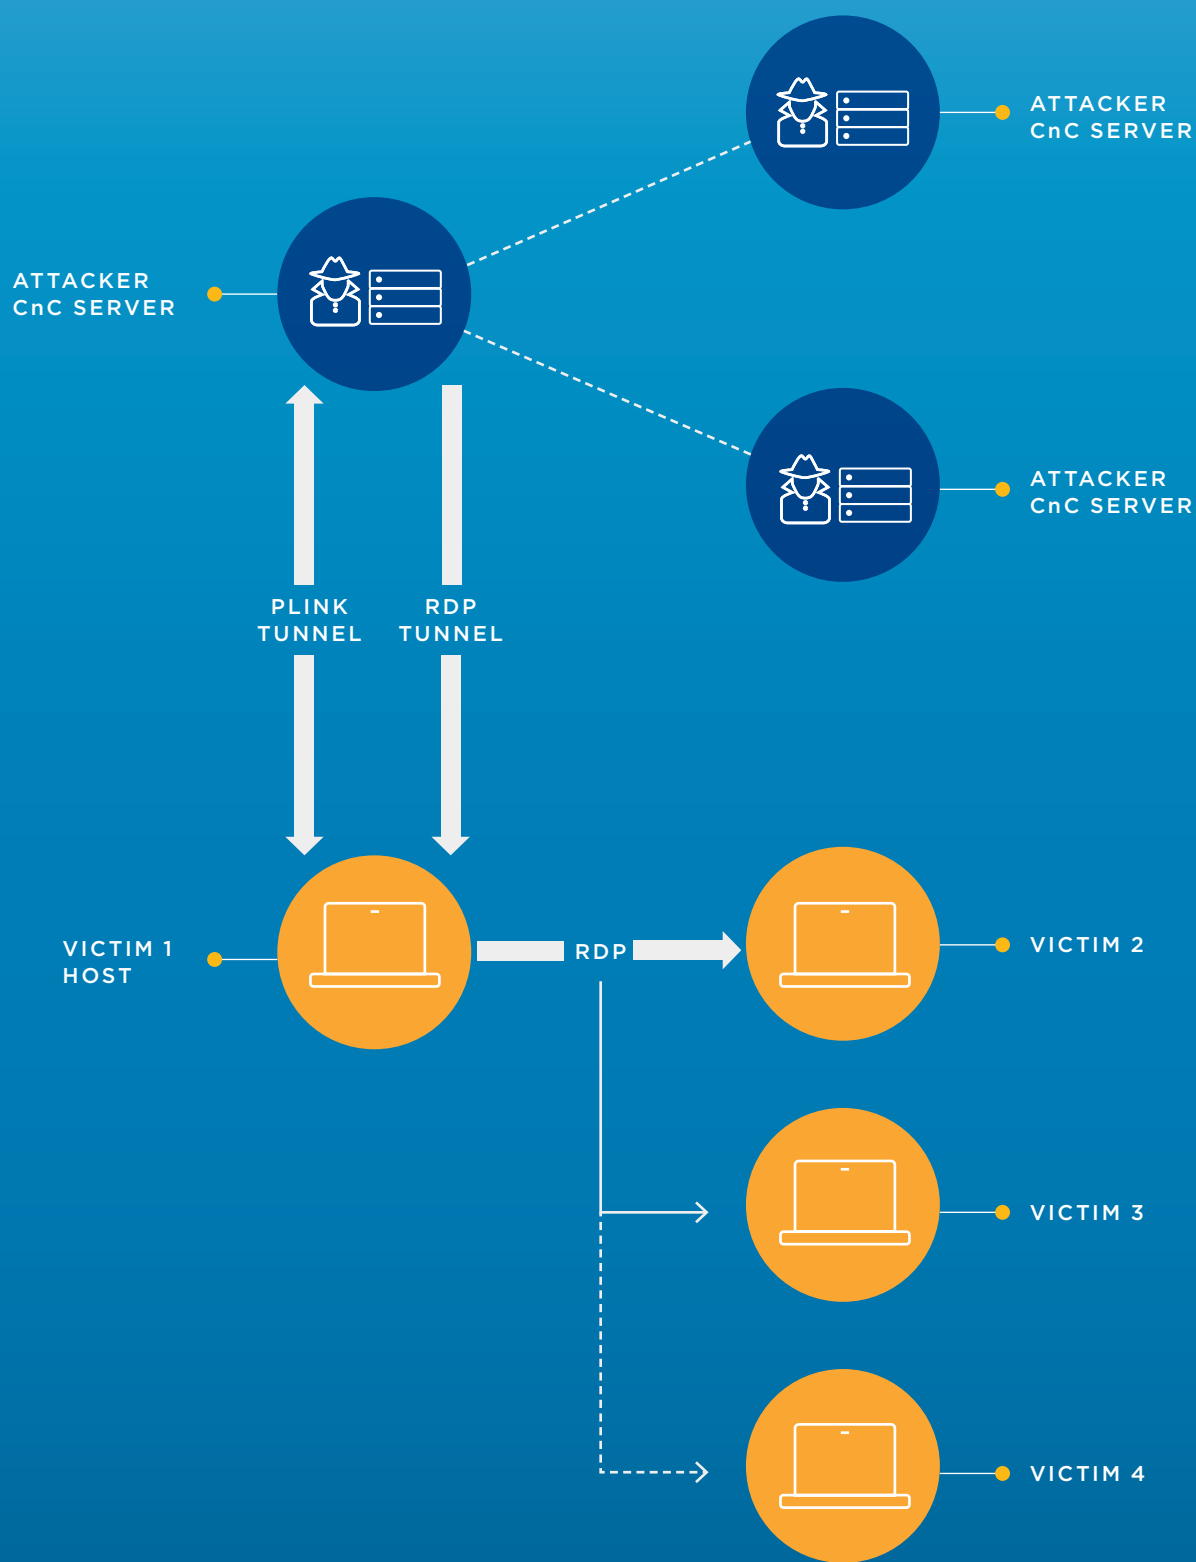 ATTACKER
CnC SERVER
ATTACKER
CnC SERVER
ATTACKER
CnC SERVER
PLINK
TUNNEL
RDP
TUNNEL
VICTIM 1
HOST
RDP
VICTIM 2
VICTIM 3
VICTIM 4